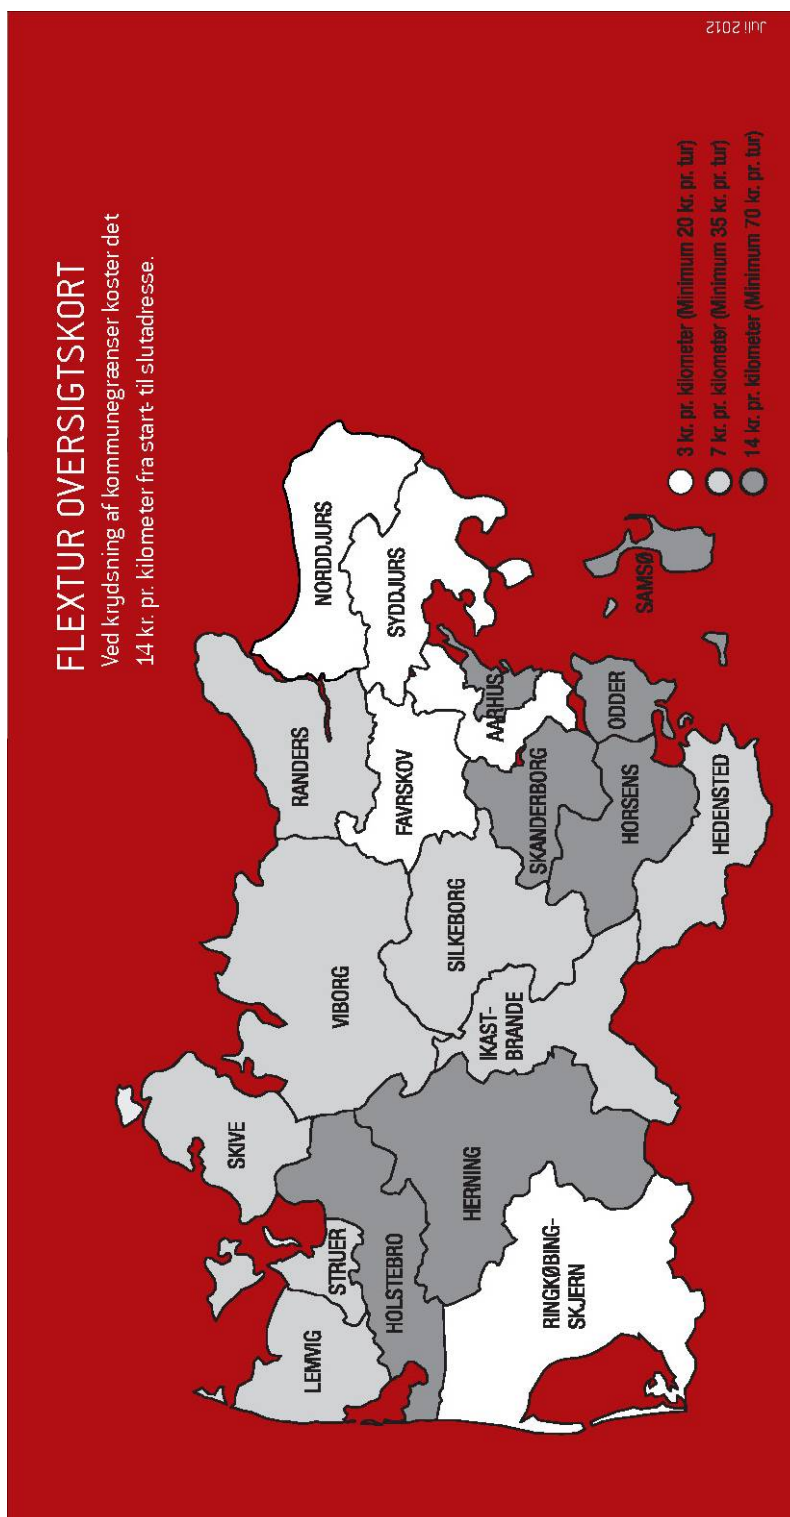 FLEXTUR OVERSIGTSKORT
Ved krydsning af kommunegrænser koster det
14 kr. pr. kilometer fra start- til slutadresse.
NORDDJURS
SYDDJURS
RANDERS
FAVRSKOV
AARHUS
SAMSØ
ODDER
SKANDERBORG
HORSENS
HEDENSTED
VIBORG
SILKEBORG
IKAST-
BRANDE
SKIVE
STRUER
HOLSTEBRO
HERNING
LEMVIG
RINGKØBING-
SKJERN
3 kr. pr. kilometer (Minimum 20 kr. pr. tur)
7 kr. pr. kilometer (Minimum 35 kr. pr. tur)
14 kr. pr. kilometer (Minimum 70 kr. pr. tur)
Juli 2012